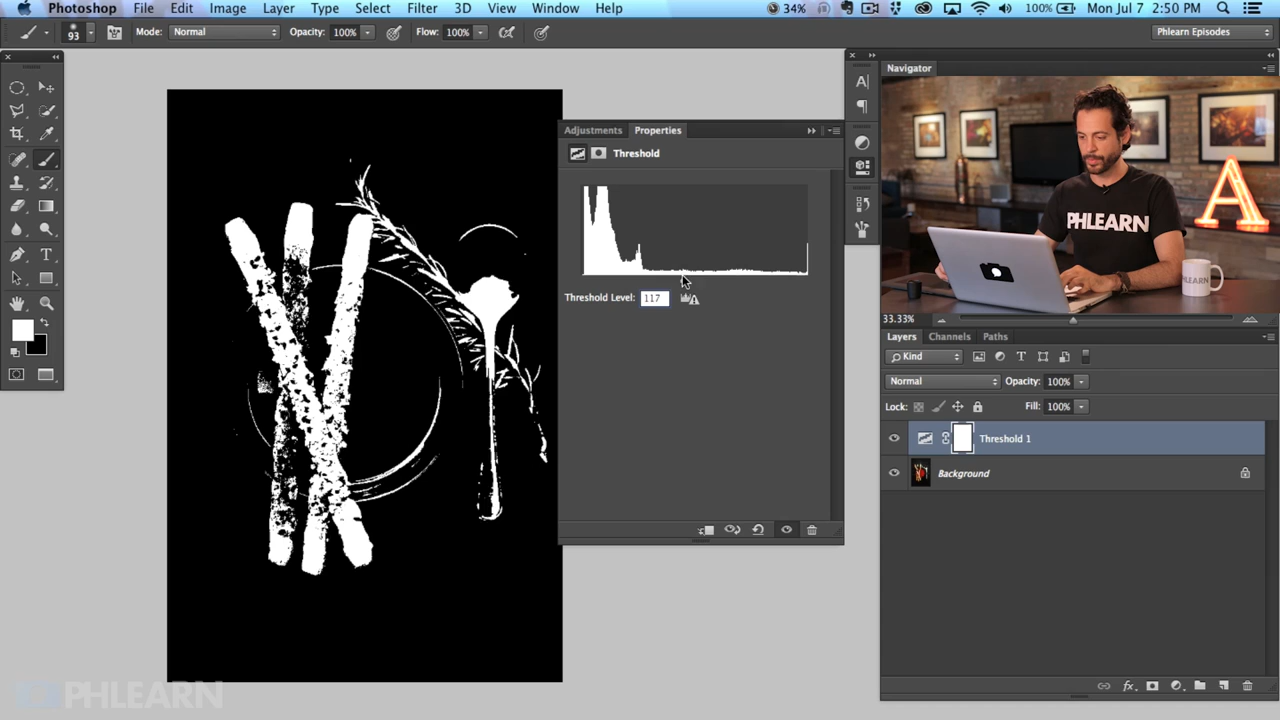 Photoshop File Edit Image Layer Type Select Filter 3D View Window Help 34% 100% Mon Jul 7 2:50 PM
93 Mode: Normal Opacity: 100% Flow: 100% Phlearn Episodes
Navigator
Adjustments Properties
Threshold
PHLEARN
A
PHLEARN
Threshold Level: 117
33.33%
Layers Channels Paths
Kind
Normal Opacity: 100%
Lock: Fill: 100%
Threshold 1
Background
PHLEARN